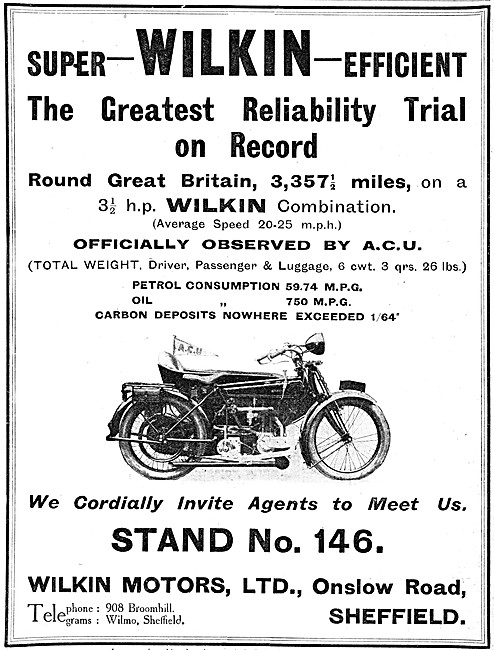 SUPER—WILKIN—EFFICIENT
The Greatest Reliability Trial
on Record
Round Great Britain, 3,357½ miles, on a
3½ h.p. WILKIN Combination.
(Average Speed 20-25 m.p.h.)
OFFICIALLY OBSERVED BY A.C.U.
(TOTAL WEIGHT, Driver, Passenger & Luggage, 6 cwt. 3 qrs. 26 lbs.)
PETROL CONSUMPTION 59.74 M.P.G.
OIL „ 750 M.P.G.
CARBON DEPOSITS NOWHERE EXCEEDED 1/64"
A.C.U.
We Cordially Invite Agents to Meet Us.
STAND No. 146.
WILKIN MOTORS, LTD., Onslow Road,
Telephone : 908 Broomhill.
Telegrams : Wilmo, Sheffield.
SHEFFIELD.